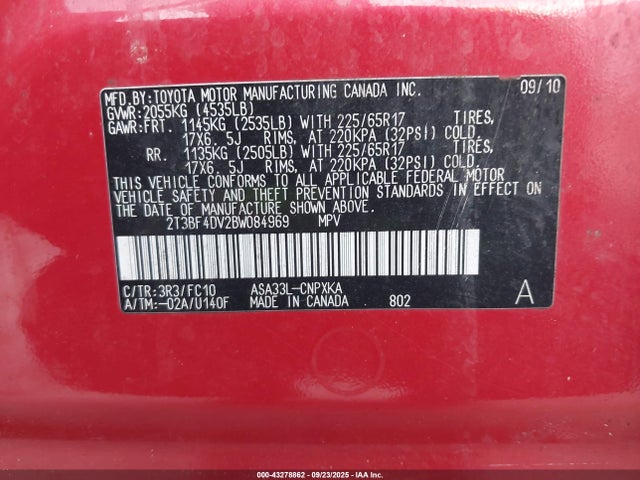 MFD.BY:TOYOTA MOTOR MANUFACTURING CANADA INC. 09/10
GVWR:2055KG (4535LB)
GAWR:FRT. 1145KG (2535LB) WITH 225/65R17 TIRES,
17X6. 5J RIMS, AT 220KPA (32PSI) COLD.
RR. 1135KG (2505LB) WITH 225/65R17 TIRES,
17X6. 5J RIMS, AT 220KPA (32PSI) COLD.
THIS VEHICLE CONFORMS TO ALL APPLICABLE FEDERAL MOTOR
VEHICLE SAFETY AND THEFT PREVENTION STANDARDS IN EFFECT ON
THE DATE OF MANUFACTURE SHOWN ABOVE.
2T3BF4DV2BW084969 MPV
C/TR:3R3/FC10 ASA33L-CNPXKA
A/TM:-02A/U140F MADE IN CANADA 802 A
000-43278862 - 09/23/2025 - IAA Inc.